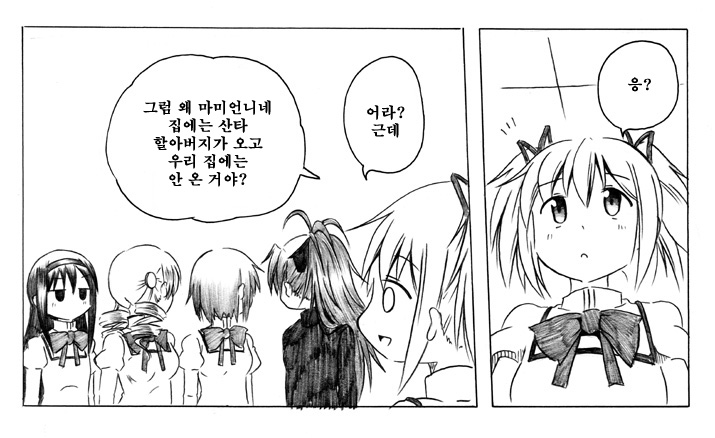 그럼 왜 마미언니네
집에는 산타
할아버지가 오고
우리 집에는
안 온 거야?
어라?
근데
응?